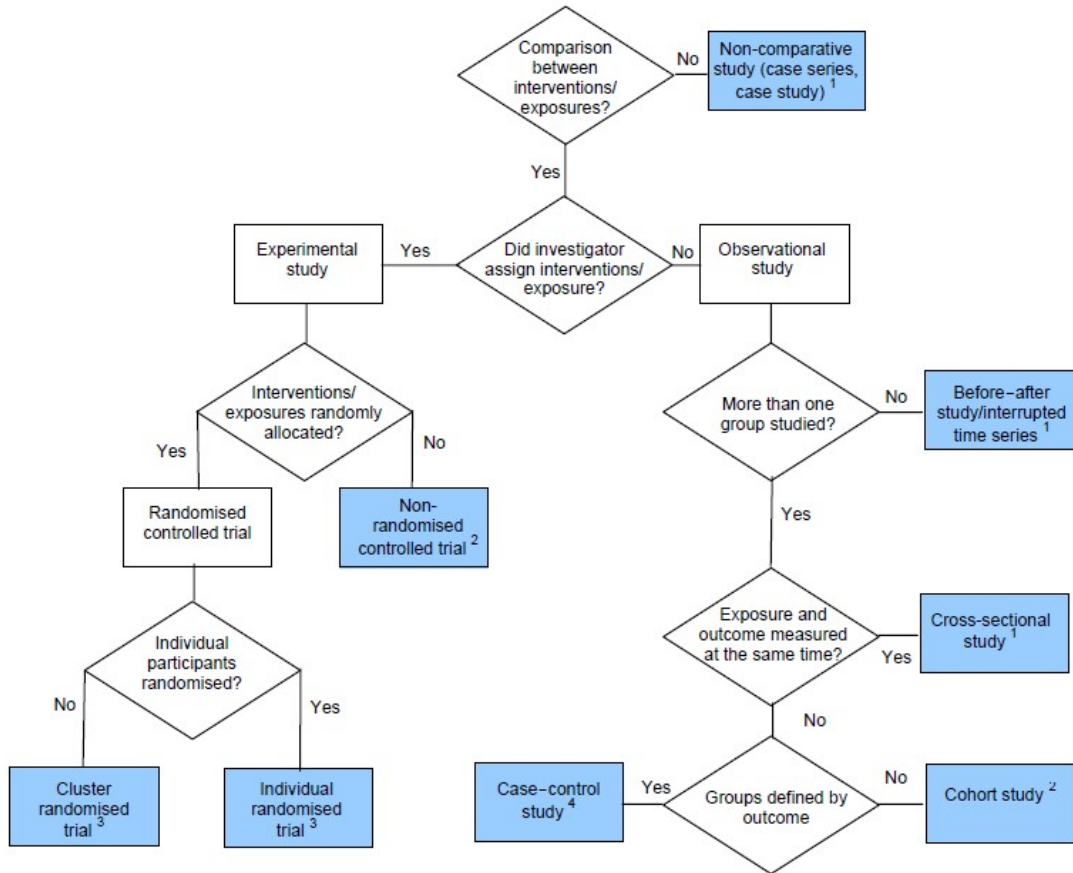 Comparison
between
interventions/
exposures?
No
Non-comparative
study (case series,
case study) 1
Yes
Experimental
study
Yes
Did investigator
assign interventions/
exposure?
No
Observational
study
Interventions/
exposures randomly
allocated?
Yes
No
More than one
group studied?
No
Before–after
study/interrupted
time series 1
Randomised
controlled trial
Non-
randomised
controlled trial 2
Yes
Individual
participants
randomised?
No
Yes
Exposure and
outcome measured
at the same time?
Yes
Cross-sectional
study 1
No
Cluster
randomised
trial 3
Individual
randomised
trial 3
Case–control
study 4
Yes
Groups defined by
outcome
No
Cohort study 2